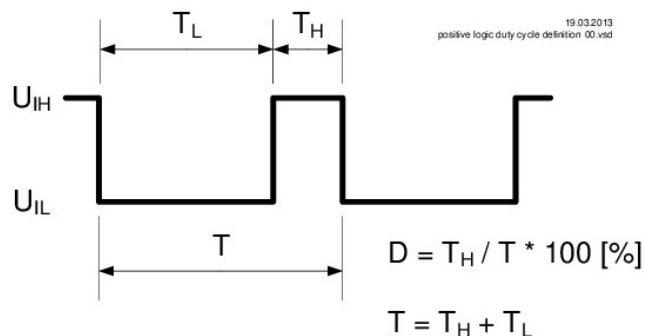 19.03.2013
positive logic duty cycle definition 00.vsd
T_L T_H
U_IH
U_IL
T
D = T_H / T * 100 [%]
T = T_H + T_L